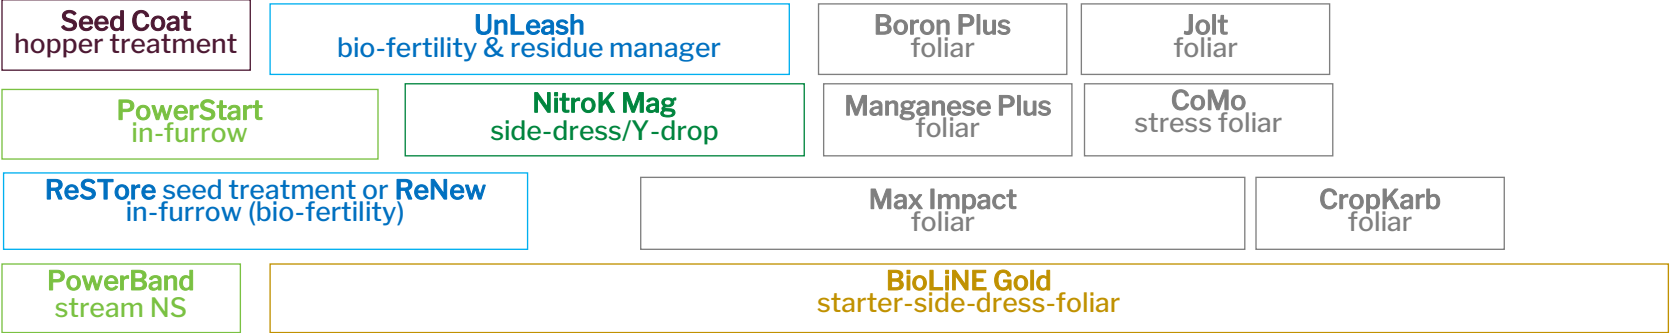 Seed Coat
hopper treatment
UnLeash
bio-fertility & residue manager
Boron Plus
foliar
Jolt
foliar
PowerStart
in-furrow
NitroK Mag
side-dress/Y-drop
Manganese Plus
foliar
CoMo
stress foliar
ReSTore seed treatment or ReNew
in-furrow (bio-fertility)
Max Impact
foliar
CropKarb
foliar
PowerBand
stream NS
BioLiNE Gold
starter-side-dress-foliar